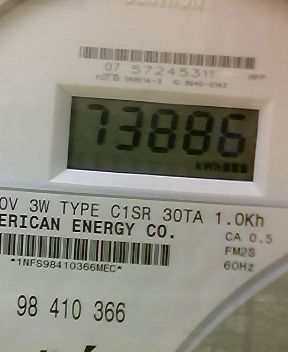 07 57245311
73886
kWh
0V 3W TYPE C1SR 30TA 1.0Kh
ERICAN ENERGY CO.
CA 0.5
FM2S
60Hz
*1NFS98410366MEC*
98 410 366